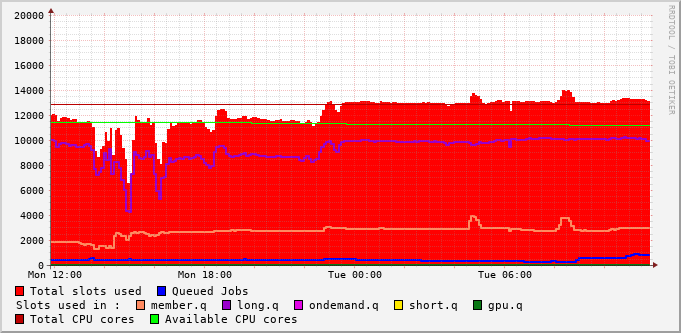 20000
18000
16000
14000
12000
10000
8000
6000
4000
2000
0
Mon 12:00 Mon 18:00 Tue 00:00 Tue 06:00
RRDTOOL / TOBI OETIKER
Total slots used Queued Jobs
Slots used in : member.q long.q ondemand.q short.q gpu.q
Total CPU cores Available CPU cores